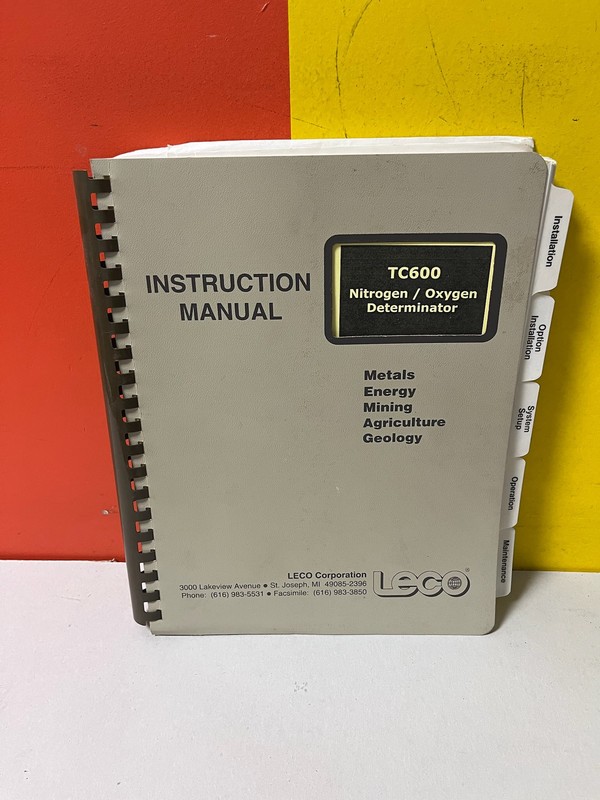 INSTRUCTION
MANUAL
TC600
Nitrogen / Oxygen
Determinator
Metals
Energy
Mining
Agriculture
Geology
LECO Corporation
3000 Lakeview Avenue ● St. Joseph, MI 49085-2396
Phone: (616) 983-5531 ● Facsimile: (616) 983-3850
LECO®
Installation
Option
Installation
System
Setup
Operation
Maintenance